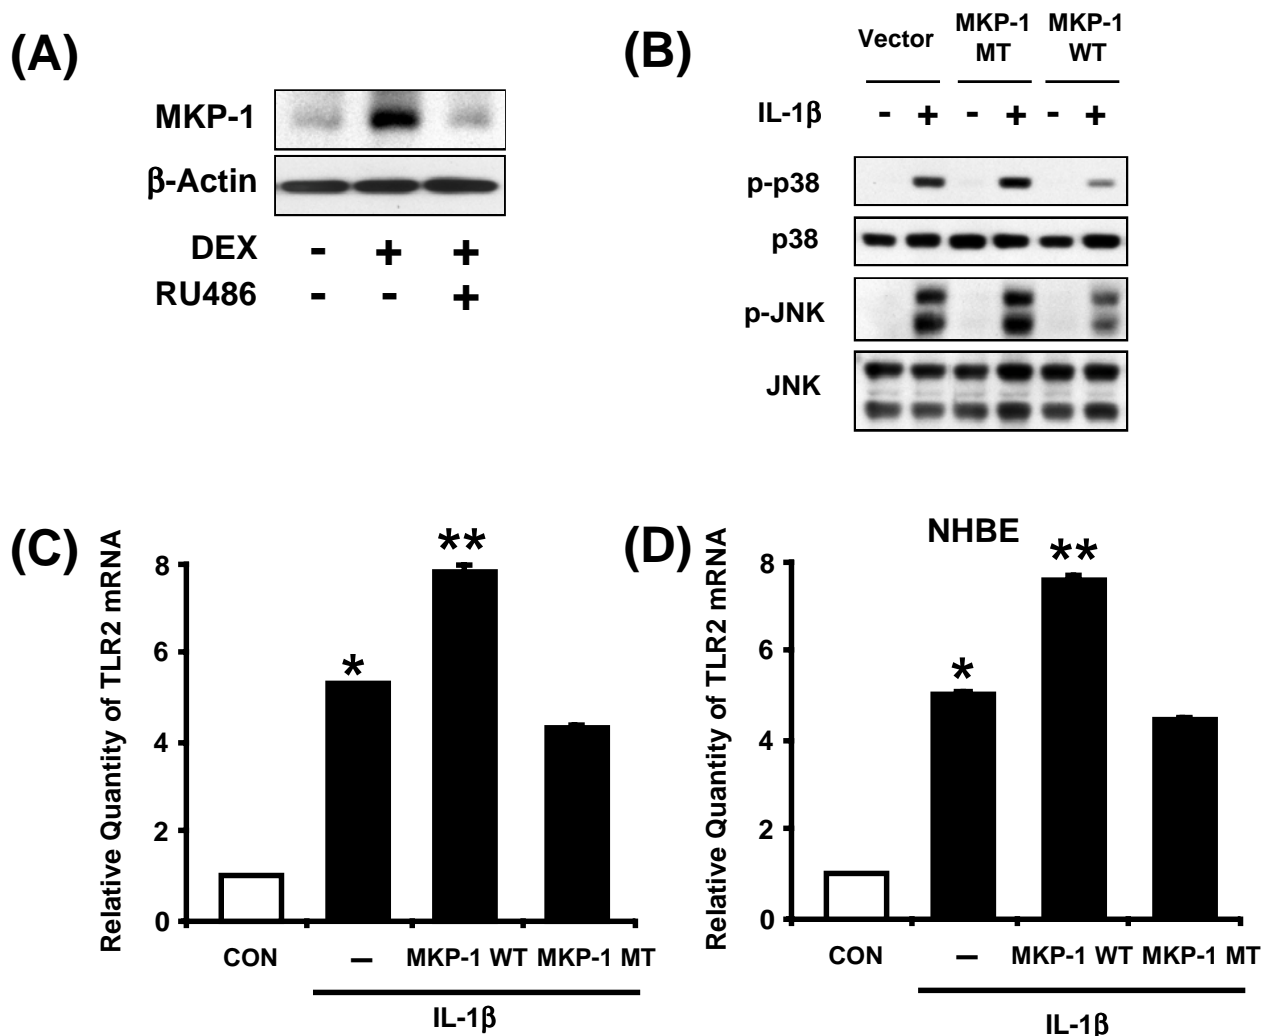 (A)
MKP-1
β-Actin
DEX - + +
RU486 - - +
(B)
Vector MKP-1 MT MKP-1 WT
IL-1β - + - + - +
p-p38
p38
p-JNK
JNK
(C)
Relative Quantity of TLR2 mRNA
8
6
4
2
0
*
**
CON – MKP-1 WT MKP-1 MT
IL-1β
(D)
NHBE
Relative Quantity of TLR2 mRNA
8
6
4
2
0
*
**
CON – MKP-1 WT MKP-1 MT
IL-1β